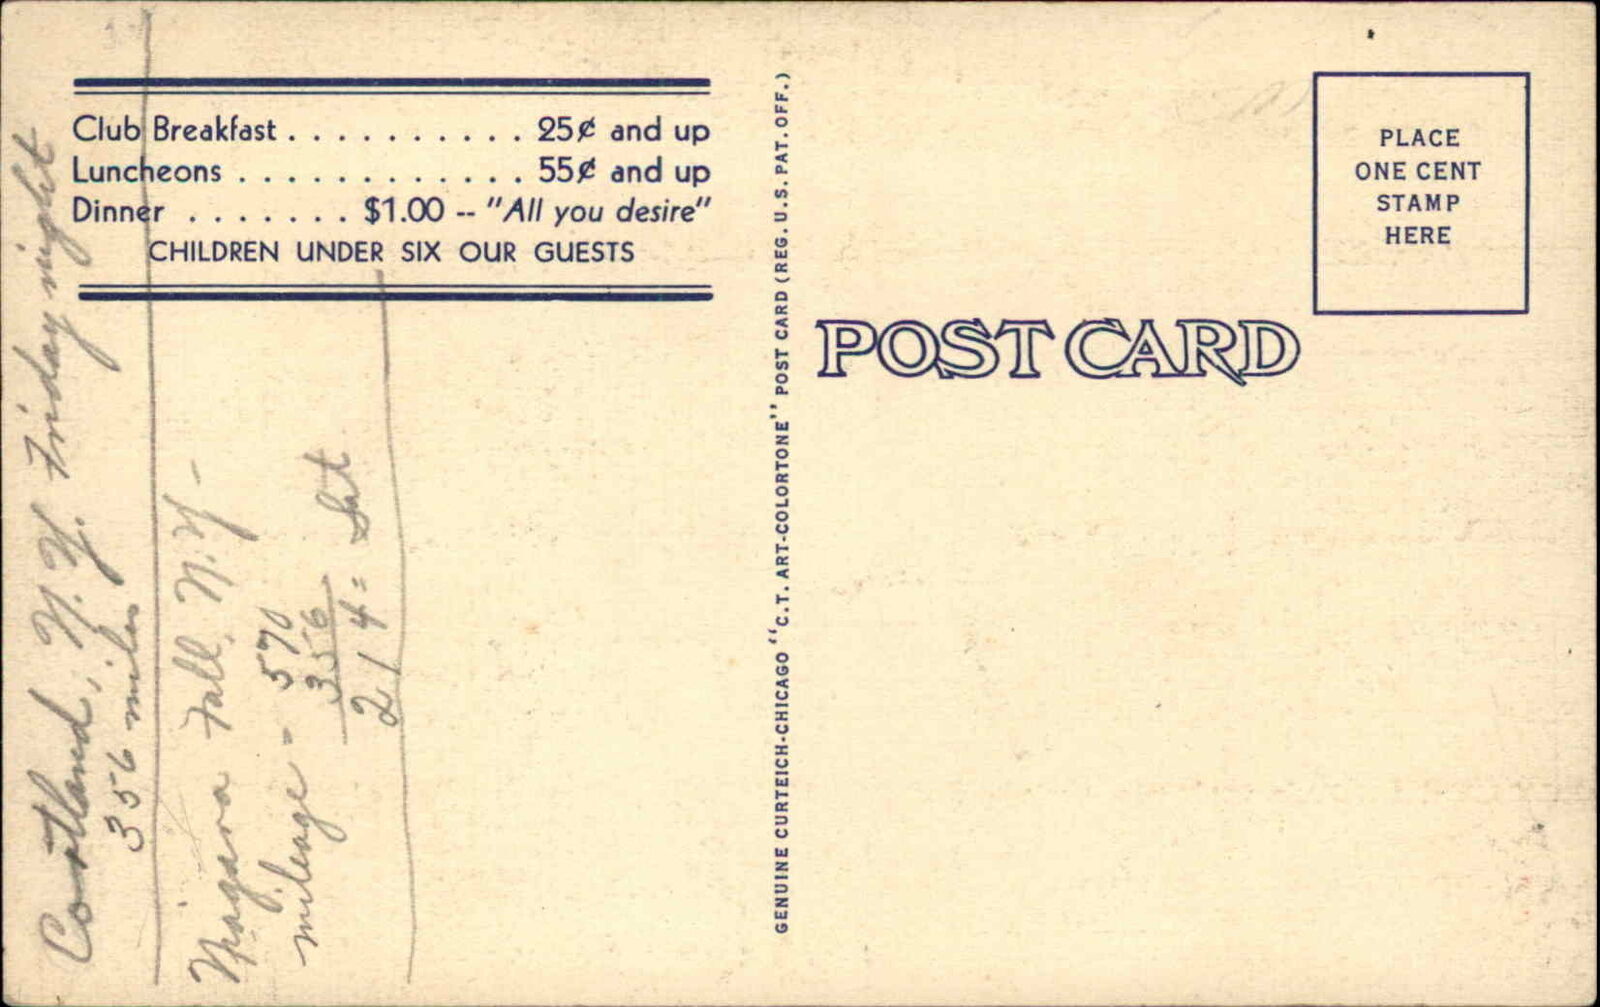 Club Breakfast . . . . . . . . . . 25¢ and up
Luncheons . . . . . . . . . . . . . 55¢ and up
Dinner . . . . . . . $1.00 -- "All you desire"
CHILDREN UNDER SIX OUR GUESTS
Cortland, N.Y. Friday night
356 miles
Niagara Fall, N.Y -
mileage - 570
356
214 = Sat
GENUINE CURTEICH-CHICAGO "C.T. ART-COLORTONE" POST CARD (REG. U.S. PAT. OFF.)
POST CARD
PLACE
ONE CENT
STAMP
HERE